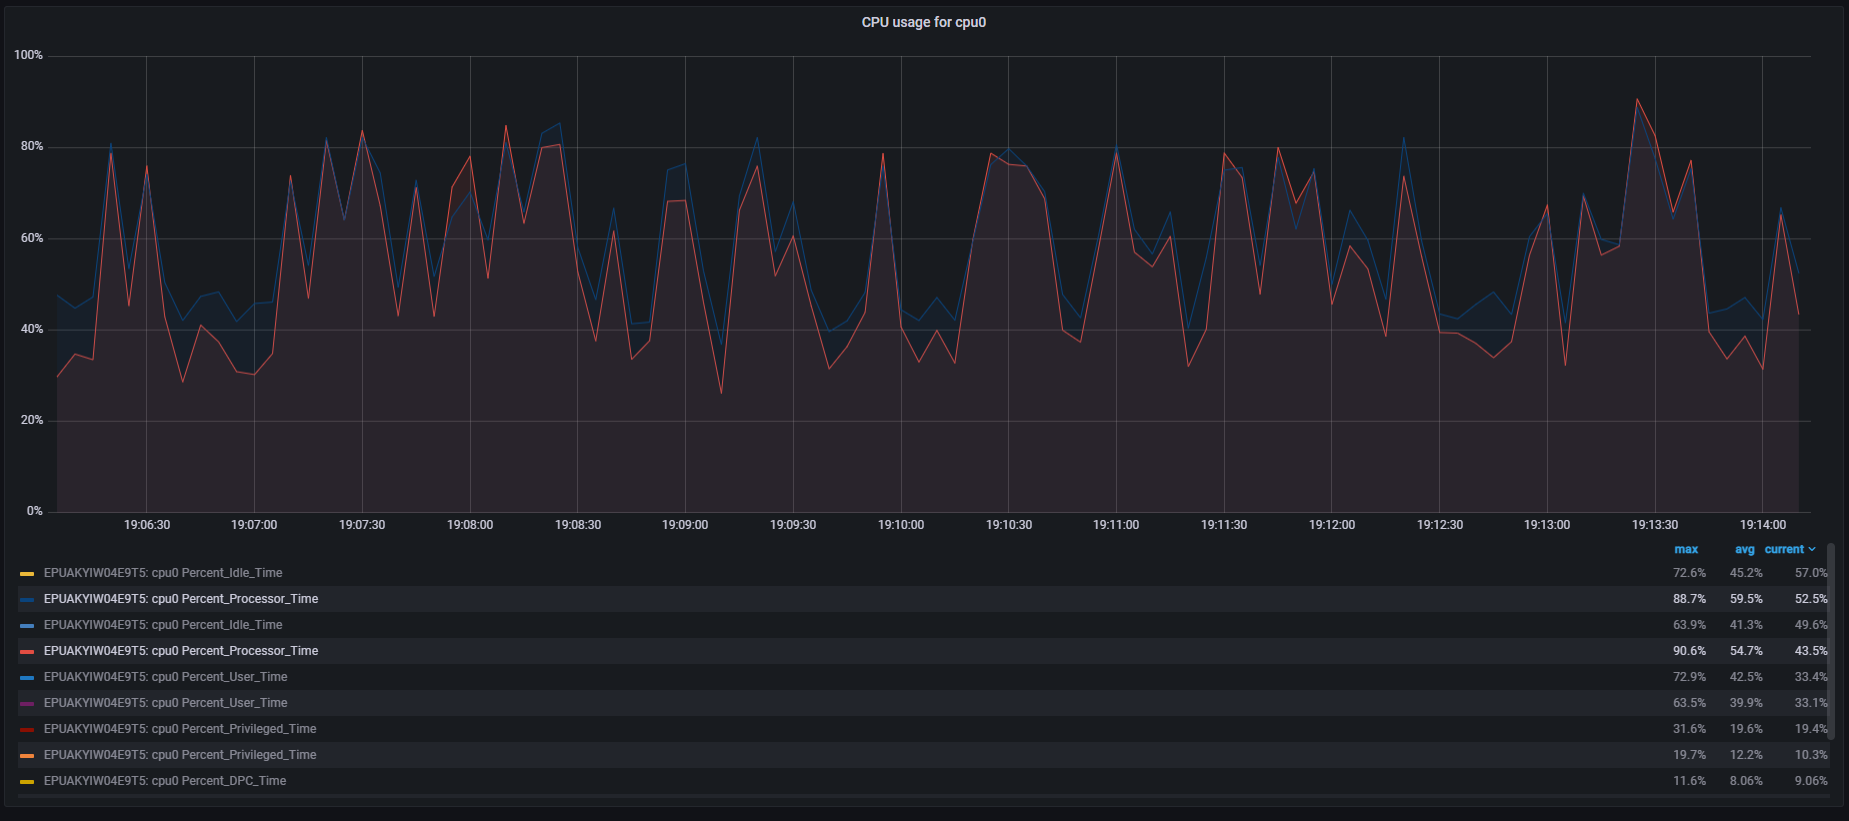 CPU usage for cpu0
100%
80%
60%
40%
20%
0%
19:06:30 19:07:00 19:07:30 19:08:00 19:08:30 19:09:00 19:09:30 19:10:00 19:10:30 19:11:00 19:11:30 19:12:00 19:12:30 19:13:00 19:13:30 19:14:00
max avg current
EPUAKYIW04E9T5: cpu0 Percent_Idle_Time 72.6% 45.2% 57.0%
EPUAKYIW04E9T5: cpu0 Percent_Processor_Time 88.7% 59.5% 52.5%
EPUAKYIW04E9T5: cpu0 Percent_Idle_Time 63.9% 41.3% 49.6%
EPUAKYIW04E9T5: cpu0 Percent_Processor_Time 90.6% 54.7% 43.5%
EPUAKYIW04E9T5: cpu0 Percent_User_Time 72.9% 42.5% 33.4%
EPUAKYIW04E9T5: cpu0 Percent_User_Time 63.5% 39.9% 33.1%
EPUAKYIW04E9T5: cpu0 Percent_Privileged_Time 31.6% 19.6% 19.4%
EPUAKYIW04E9T5: cpu0 Percent_Privileged_Time 19.7% 12.2% 10.3%
EPUAKYIW04E9T5: cpu0 Percent_DPC_Time 11.6% 8.06% 9.06%